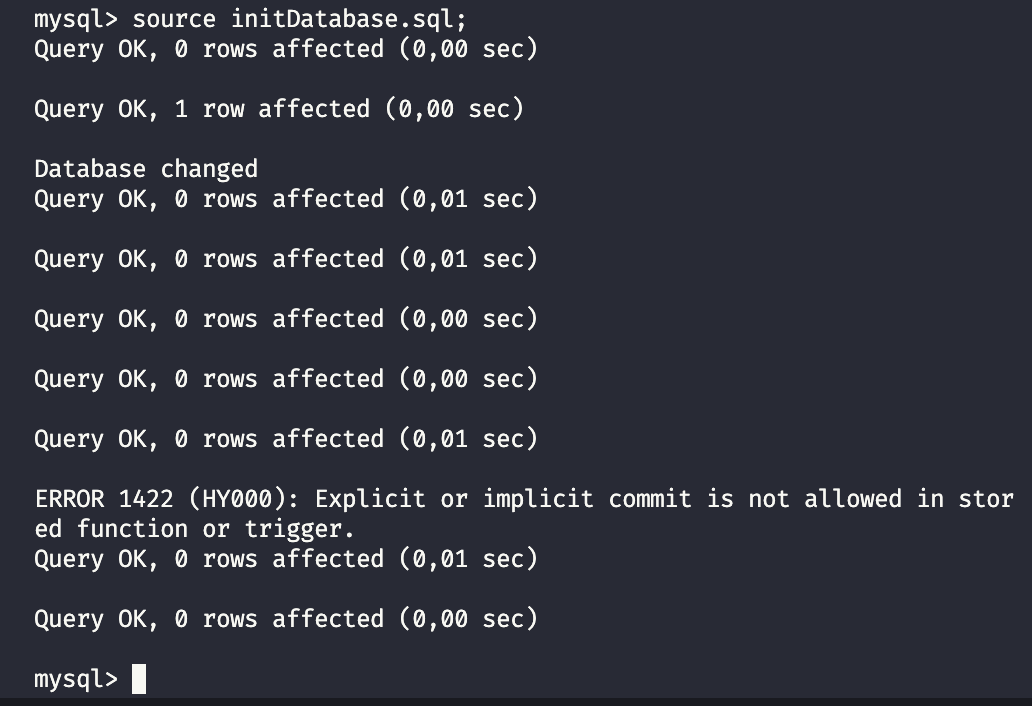 mysql> source initDatabase.sql;
Query OK, 0 rows affected (0,00 sec)
Query OK, 1 row affected (0,00 sec)
Database changed
Query OK, 0 rows affected (0,01 sec)
Query OK, 0 rows affected (0,01 sec)
Query OK, 0 rows affected (0,00 sec)
Query OK, 0 rows affected (0,00 sec)
Query OK, 0 rows affected (0,01 sec)
ERROR 1422 (HY000): Explicit or implicit commit is not allowed in stor
ed function or trigger.
Query OK, 0 rows affected (0,01 sec)
Query OK, 0 rows affected (0,00 sec)
mysql>